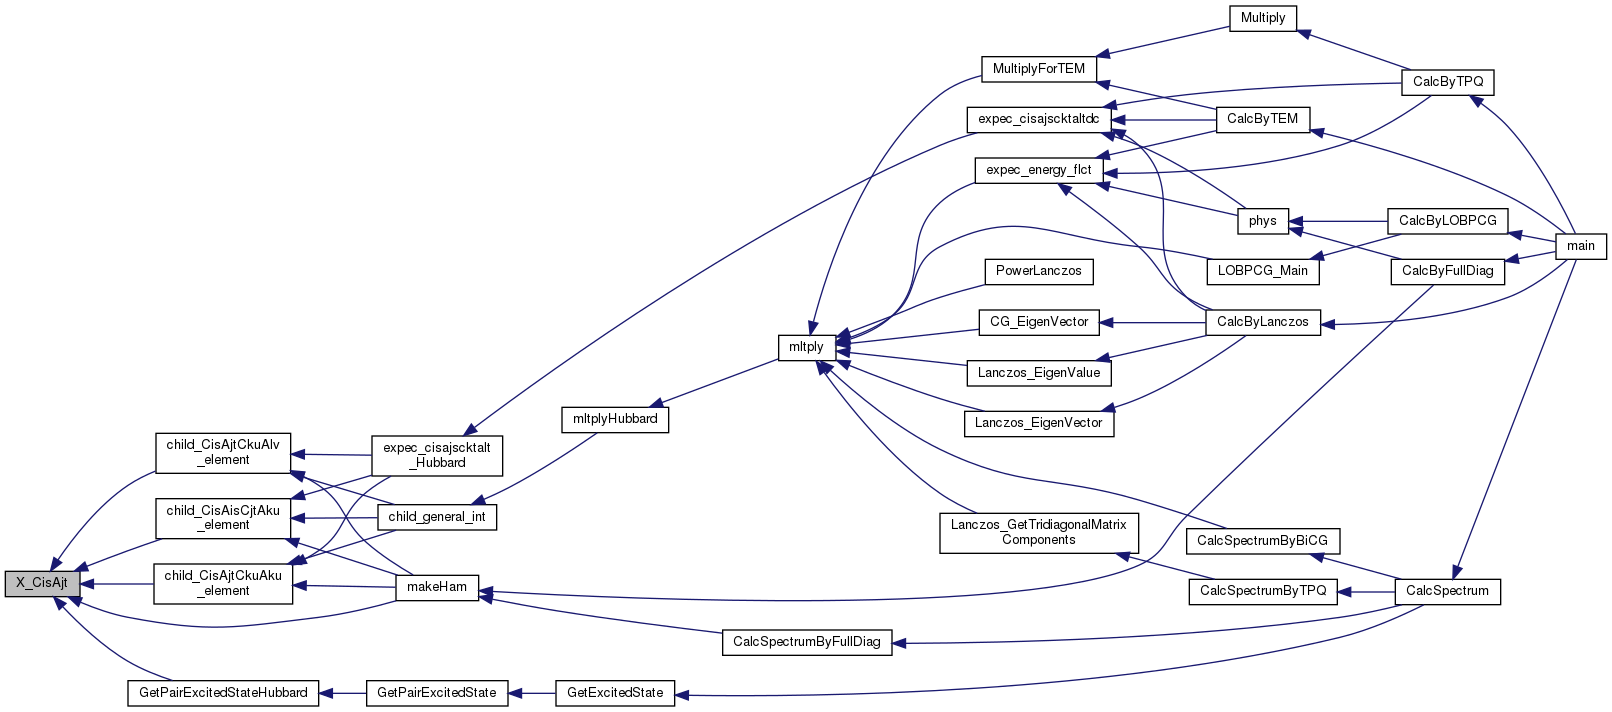 Multiply
MultiplyForTEM
CalcByTPQ
expec_cisajscktaltdc
CalcByTEM
expec_energy_flct
phys
CalcByLOBPCG
main
PowerLanczos
LOBPCG_Main
CalcByFullDiag
CG_EigenVector
CalcByLanczos
mltply
Lanczos_EigenValue
mltplyHubbard
Lanczos_EigenVector
child_CisAjtCkuAlv
_element
expec_cisajscktalt
_Hubbard
child_CisAisCjtAku
_element
child_general_int
Lanczos_GetTridiagonalMatrix
Components
CalcSpectrumByBiCG
X_CisAjt
child_CisAjtCkuAku
_element
makeHam
CalcSpectrumByTPQ
CalcSpectrum
CalcSpectrumByFullDiag
GetPairExcitedStateHubbard
GetPairExcitedState
GetExcitedState